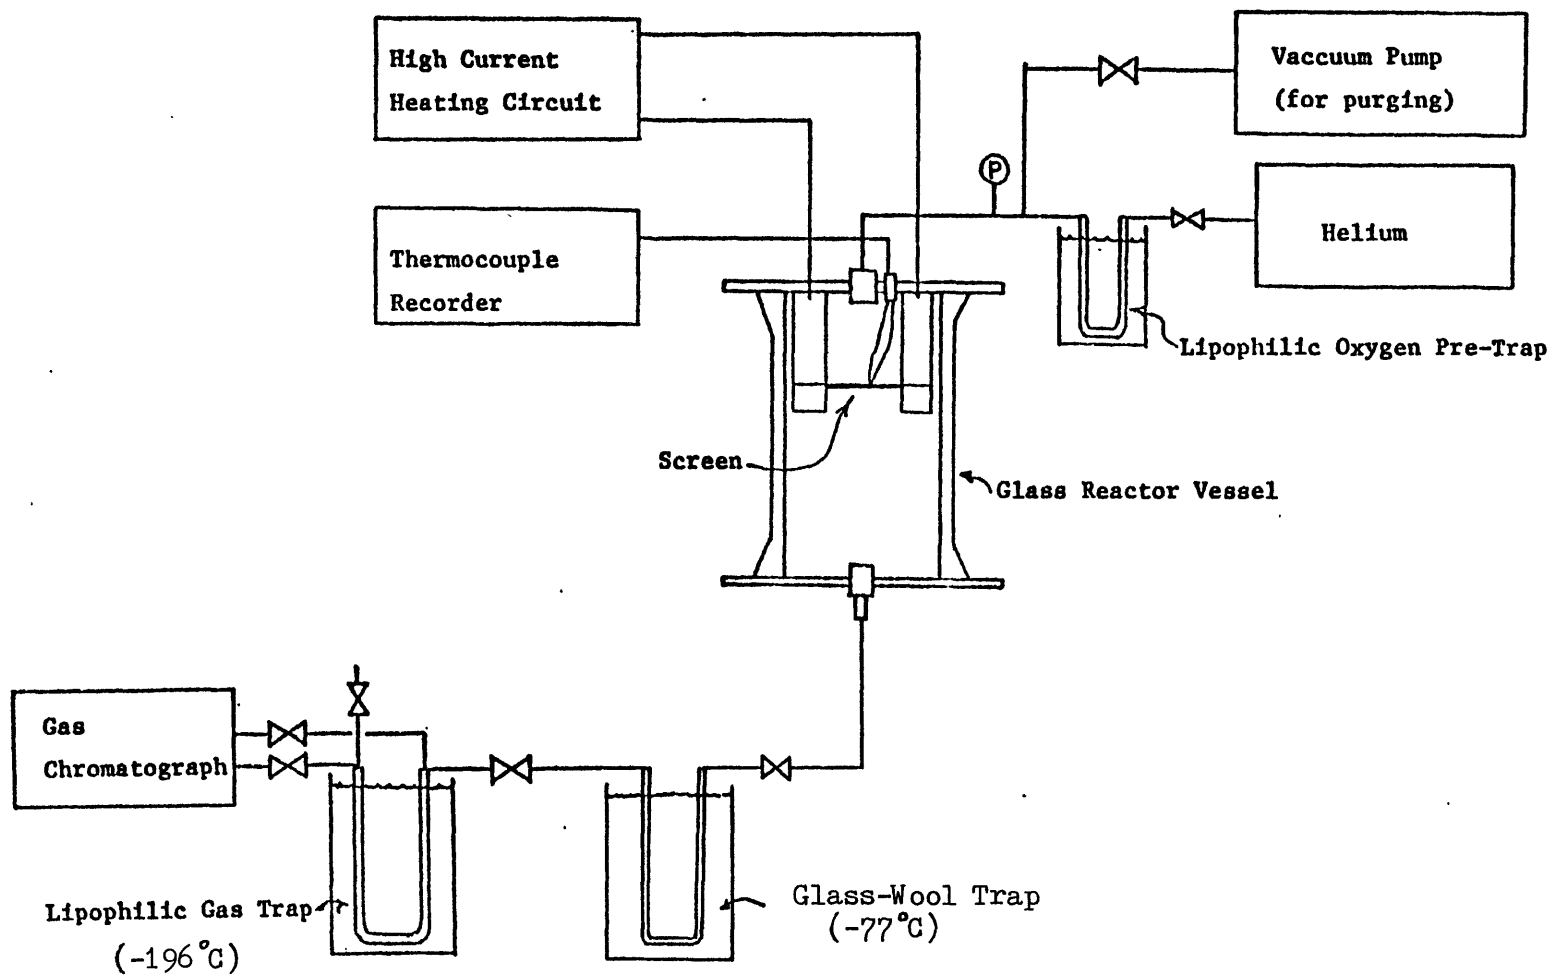 High Current
Heating Circuit
Vaccuum Pump
(for purging)
P
Helium
Thermocouple
Recorder
Lipophilic Oxygen Pre-Trap
Screen
Glass Reactor Vessel
Gas
Chromatograph
Lipophilic Gas Trap
(-196°C)
Glass-Wool Trap
(-77°C)